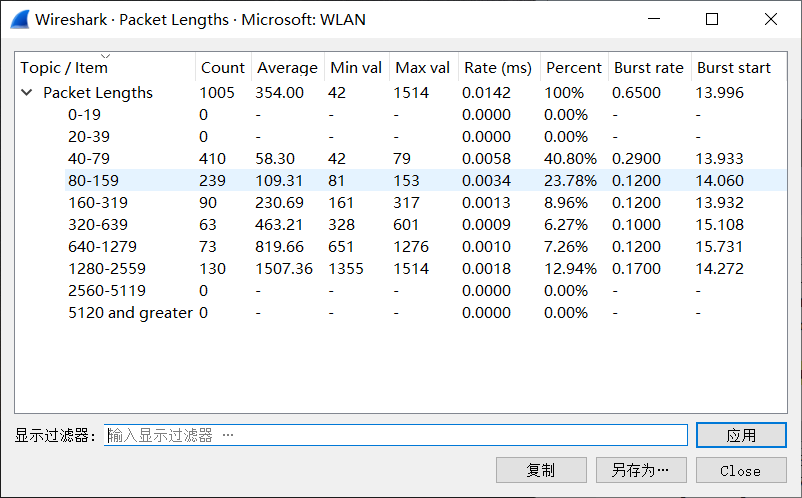 Wireshark · Packet Lengths · Microsoft: WLAN
Topic / Item Count Average Min val Max val Rate (ms) Percent Burst rate Burst start
Packet Lengths 1005 354.00 42 1514 0.0142 100% 0.6500 13.996
0-19 0 - - - 0.0000 0.00% - -
20-39 0 - - - 0.0000 0.00% - -
40-79 410 58.30 42 79 0.0058 40.80% 0.2900 13.933
80-159 239 109.31 81 153 0.0034 23.78% 0.1200 14.060
160-319 90 230.69 161 317 0.0013 8.96% 0.1200 13.932
320-639 63 463.21 328 601 0.0009 6.27% 0.1000 15.108
640-1279 73 819.66 651 1276 0.0010 7.26% 0.1200 15.731
1280-2559 130 1507.36 1355 1514 0.0018 12.94% 0.1700 14.272
2560-5119 0 - - - 0.0000 0.00% - -
5120 and greater 0 - - - 0.0000 0.00% - -
显示过滤器: 输入显示过滤器 … 应用
复制 另存为… Close